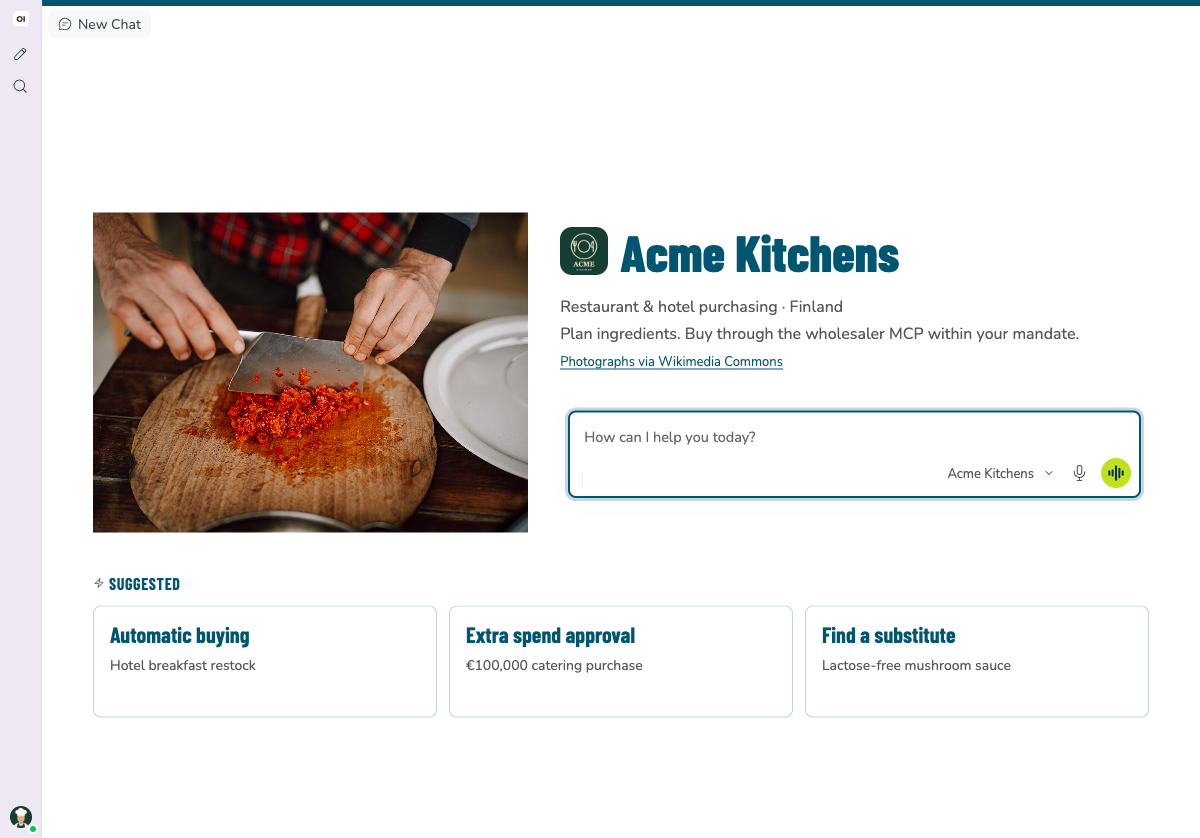 OI
New Chat
ACME
Acme Kitchens
Restaurant & hotel purchasing · Finland
Plan ingredients. Buy through the wholesaler MCP within your mandate.
Photographs via Wikimedia Commons
How can I help you today?
Acme Kitchens
SUGGESTED
Automatic buying
Hotel breakfast restock
Extra spend approval
€100,000 catering purchase
Find a substitute
Lactose-free mushroom sauce